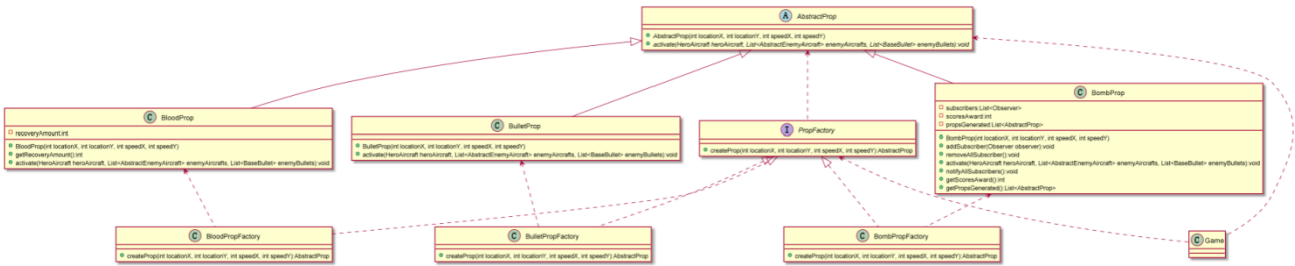 A AbstractProp
AbstractProp(int locationX, int locationY, int speedX, int speedY)
activate(HeroAircraft heroAircraft, List<AbstractEnemyAircraft> enemyAircrafts, List<BaseBullet> enemyBullets):void
C BloodProp
recoveryAmount:int
BloodProp(int locationX, int locationY, int speedX, int speedY)
getRecoveryAmount():int
activate(HeroAircraft heroAircraft, List<AbstractEnemyAircraft> enemyAircrafts, List<BaseBullet> enemyBullets):void
C BulletProp
BulletProp(int locationX, int locationY, int speedX, int speedY)
activate(HeroAircraft heroAircraft, List<AbstractEnemyAircraft> enemyAircrafts, List<BaseBullet> enemyBullets):void
I PropFactory
createProp(int locationX, int locationY, int speedX, int speedY):AbstractProp
C BombProp
subscribers:List<Observer>
scoresAward:int
propsGenerated:List<AbstractProp>
BombProp(int locationX, int locationY, int speedX, int speedY)
addSubscriber(Observer observer):void
removeAllSubscriber():void
activate(HeroAircraft heroAircraft, List<AbstractEnemyAircraft> enemyAircrafts, List<BaseBullet> enemyBullets):void
notifyAllSubscribers():void
getScoresAward():int
getPropsGenerated():List<AbstractProp>
C BloodPropFactory
createProp(int locationX, int locationY, int speedX, int speedY):AbstractProp
C BulletPropFactory
createProp(int locationX, int locationY, int speedX, int speedY):AbstractProp
C BombPropFactory
createProp(int locationX, int locationY, int speedX, int speedY):AbstractProp
C Game